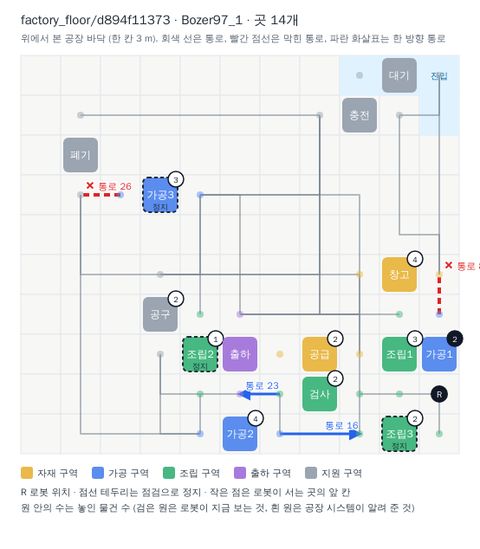 factory_floor/d894f11373 · Bozer97_1 · 곳 14개
위에서 본 공장 바닥 (한 칸 3 m). 회색 선은 통로, 빨간 점선은 막힌 통로, 파란 화살표는 한 방향 통로
대기
충전
폐기
✕ 통로 26
가공3
3
정지
창고
4
✕ 통로 8
공구
2
조립2
1
정지
출하
공급
2
조립1
3
가공1
2
통로 23
검사
2
R
가공2
4
통로 16
조립3
2
정지
자재 구역
가공 구역
조립 구역
출하 구역
지원 구역
R 로봇 위치 · 점선 테두리는 점검으로 정지 · 작은 점은 로봇이 서는 곳의 앞 칸
원 안의 수는 놓인 물건 수 (검은 원은 로봇이 지금 보는 것, 흰 원은 공장 시스템이 알려 준 것)